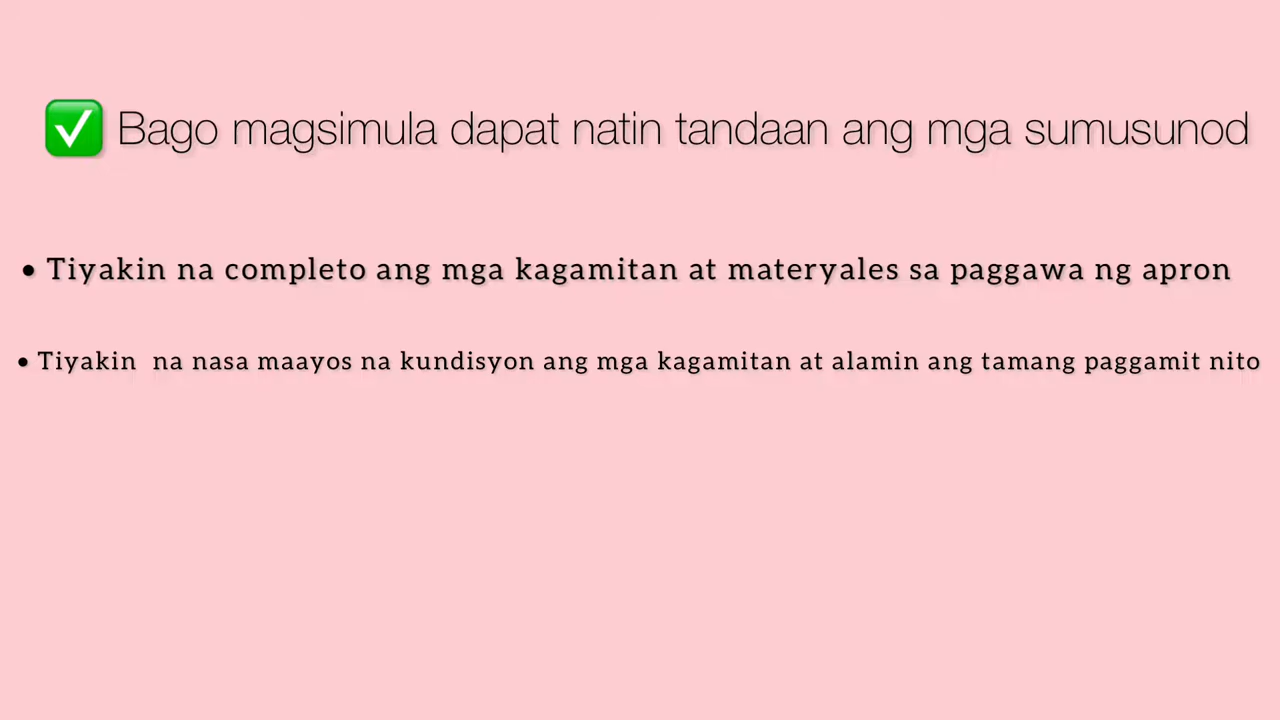 ✅ Bago magsimula dapat natin tandaan ang mga sumusunod
• Tiyakin na completo ang mga kagamitan at materyales sa paggawa ng apron
• Tiyakin na nasa maayos na kundisyon ang mga kagamitan at alamin ang tamang paggamit nito